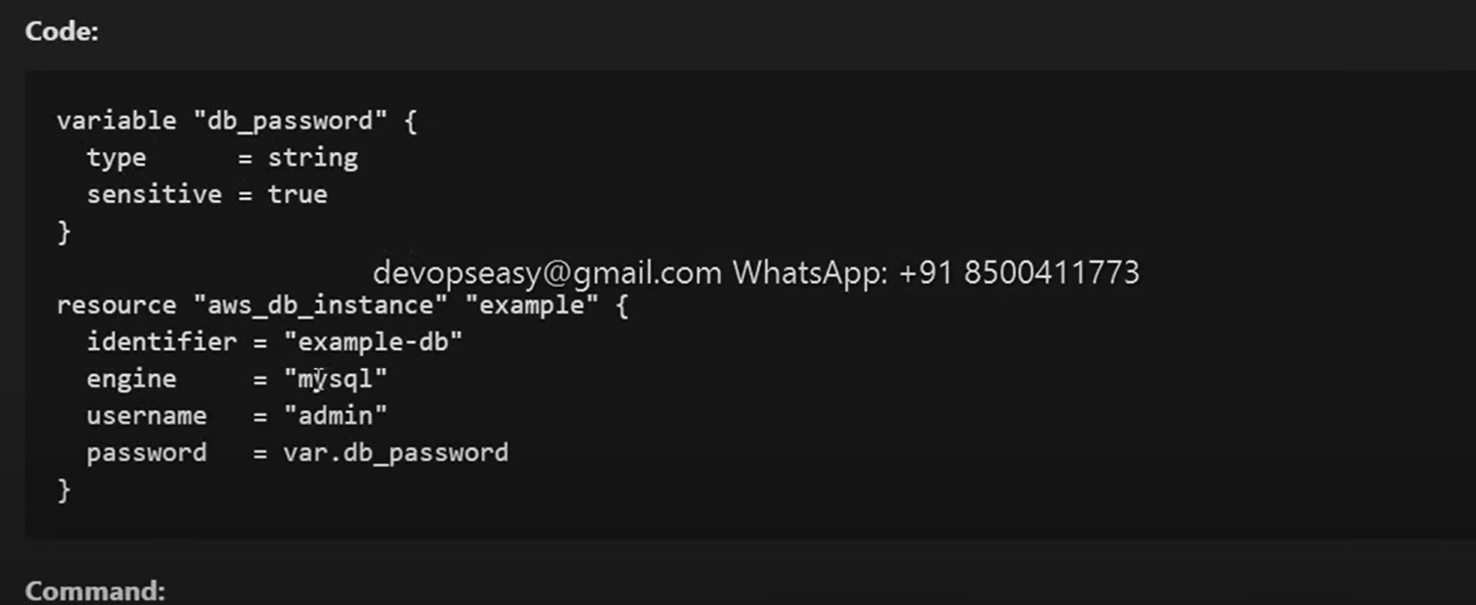 Code:
variable "db_password" {
  type      = string
  sensitive = true
}
devopseasy@gmail.com WhatsApp: +91 8500411773
resource "aws_db_instance" "example" {
  identifier = "example-db"
  engine     = "mysql"
  username   = "admin"
  password   = var.db_password
}
Command: